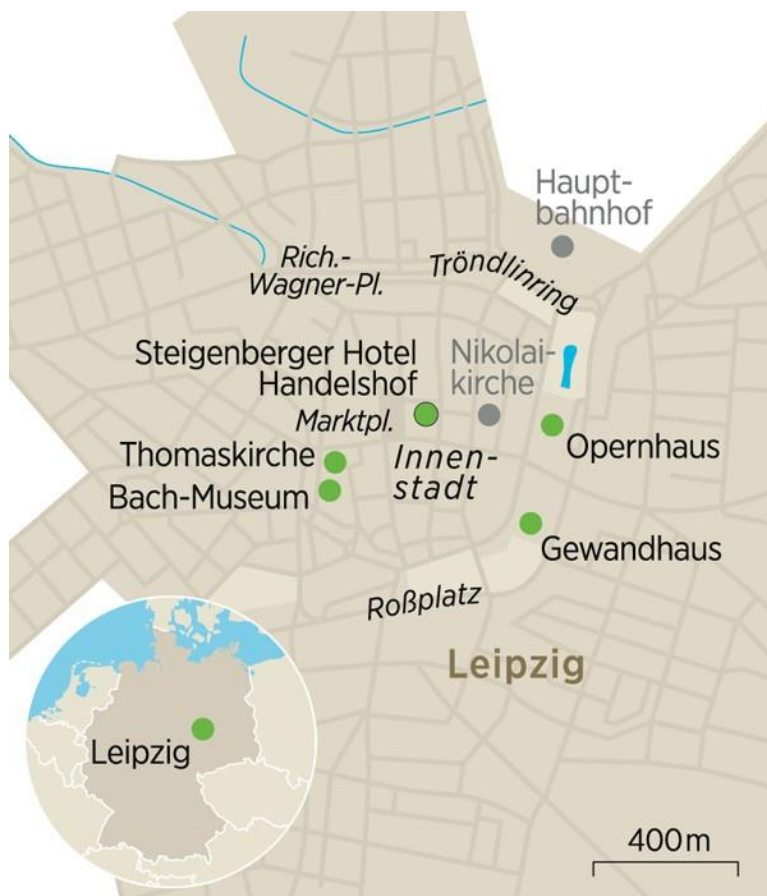 Haupt-
bahnhof
Rich.-
Wagner-Pl.
Tröndlinring
Steigenberger Hotel
Handelshof
Nikolai-
kirche
Marktpl.
Opernhaus
Thomaskirche
Innen-
stadt
Bach-Museum
Gewandhaus
Roßplatz
Leipzig
Leipzig
400 m